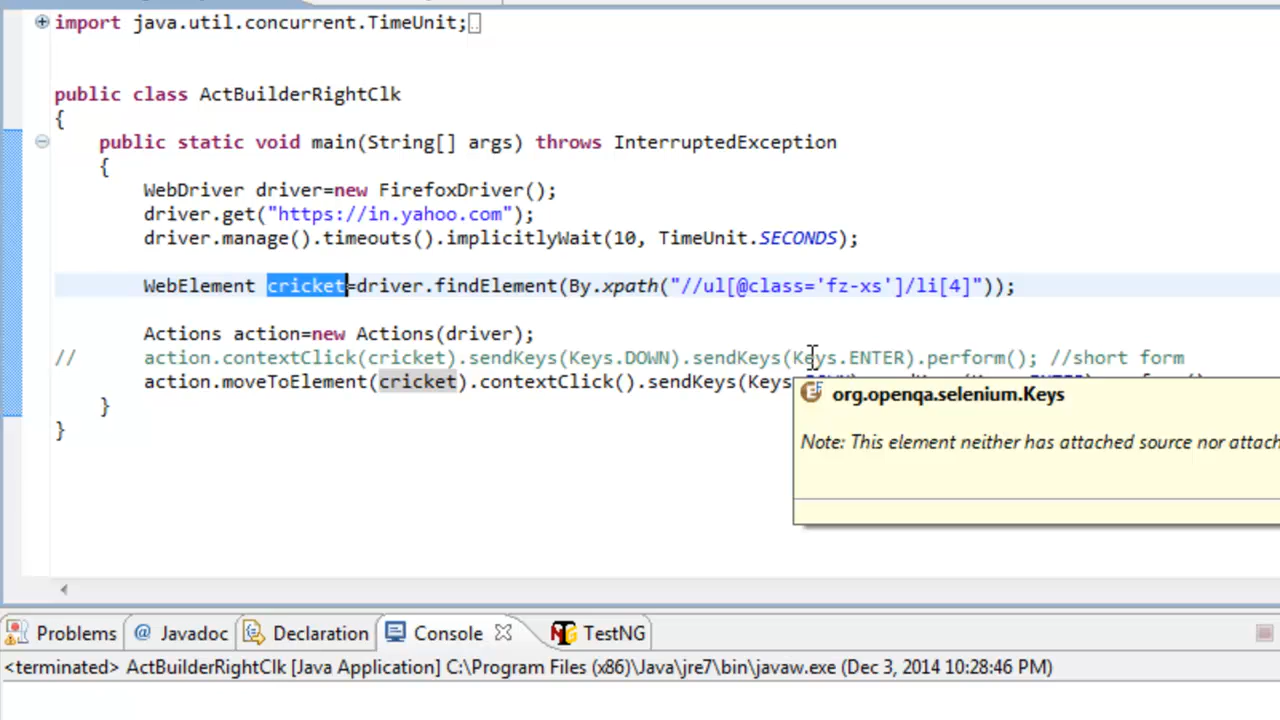 import java.util.concurrent.TimeUnit;
public class ActBuilderRightClk
{
public static void main(String[] args) throws InterruptedException
{
WebDriver driver=new FirefoxDriver();
driver.get("https://in.yahoo.com");
driver.manage().timeouts().implicitlyWait(10, TimeUnit.SECONDS);
WebElement cricket=driver.findElement(By.xpath("//ul[@class='fz-xs']/li[4]"));
Actions action=new Actions(driver);
// action.contextClick(cricket).sendKeys(Keys.DOWN).sendKeys(Keys.ENTER).perform(); //short form
action.moveToElement(cricket).contextClick().sendKeys(Keys
}
}
org.openqa.selenium.Keys
Note: This element neither has attached source nor attach
Problems @ Javadoc Declaration Console TestNG
<terminated> ActBuilderRightClk [Java Application] C:\Program Files (x86)\Java\jre7\bin\javaw.exe (Dec 3, 2014 10:28:46 PM)